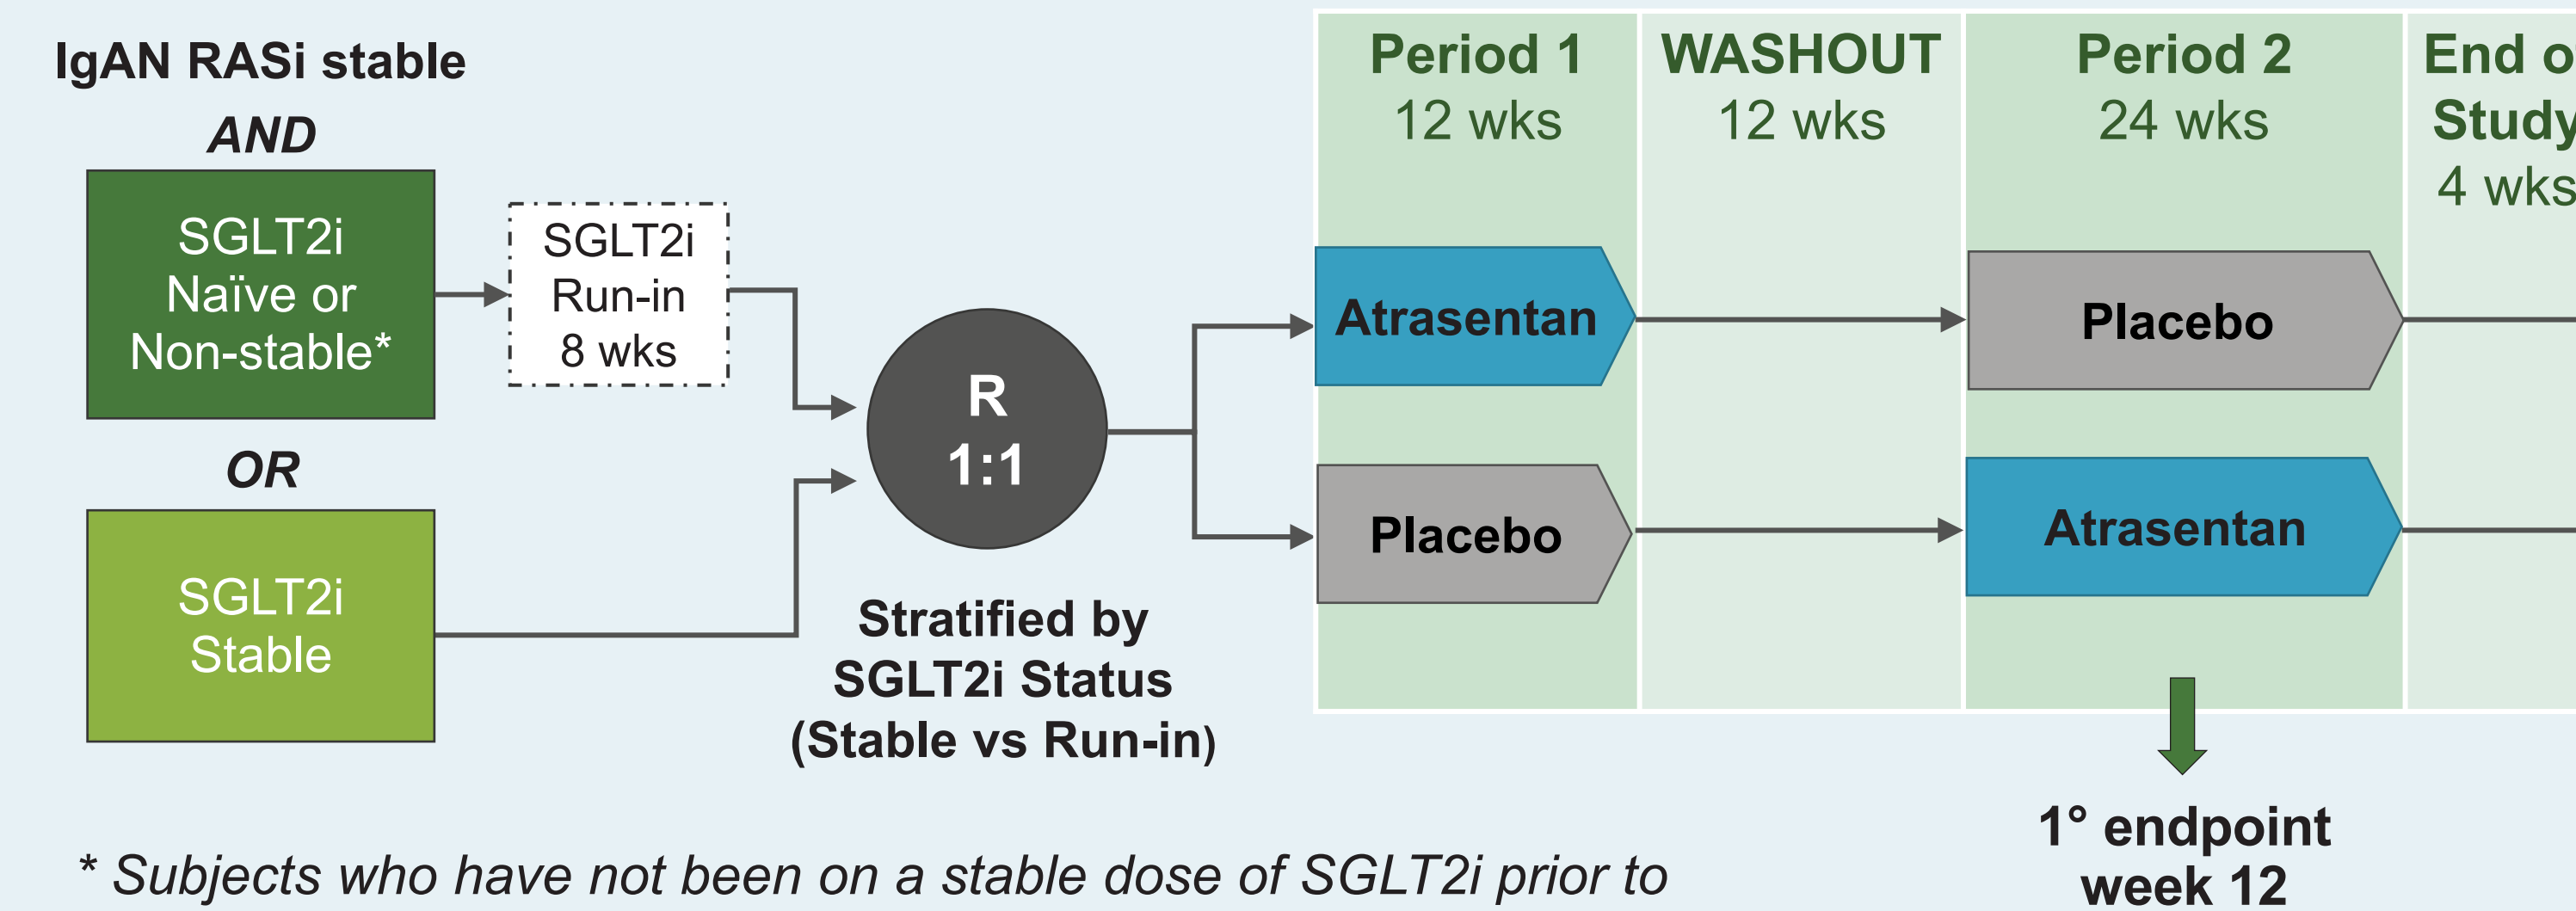 IgAN RASi stable
AND
SGLT2i
Naïve or
Non-stable*
SGLT2i
Run-in
8 wks
OR
SGLT2i
Stable
R
1:1
Stratified by
SGLT2i Status
(Stable vs Run-in)
Period 1
12 wks
WASHOUT
12 wks
Period 2
24 wks
End o
Study
4 wks
Atrasentan
Placebo
Placebo
Atrasentan
1° endpoint
week 12
* Subjects who have not been on a stable dose of SGLT2i prior to